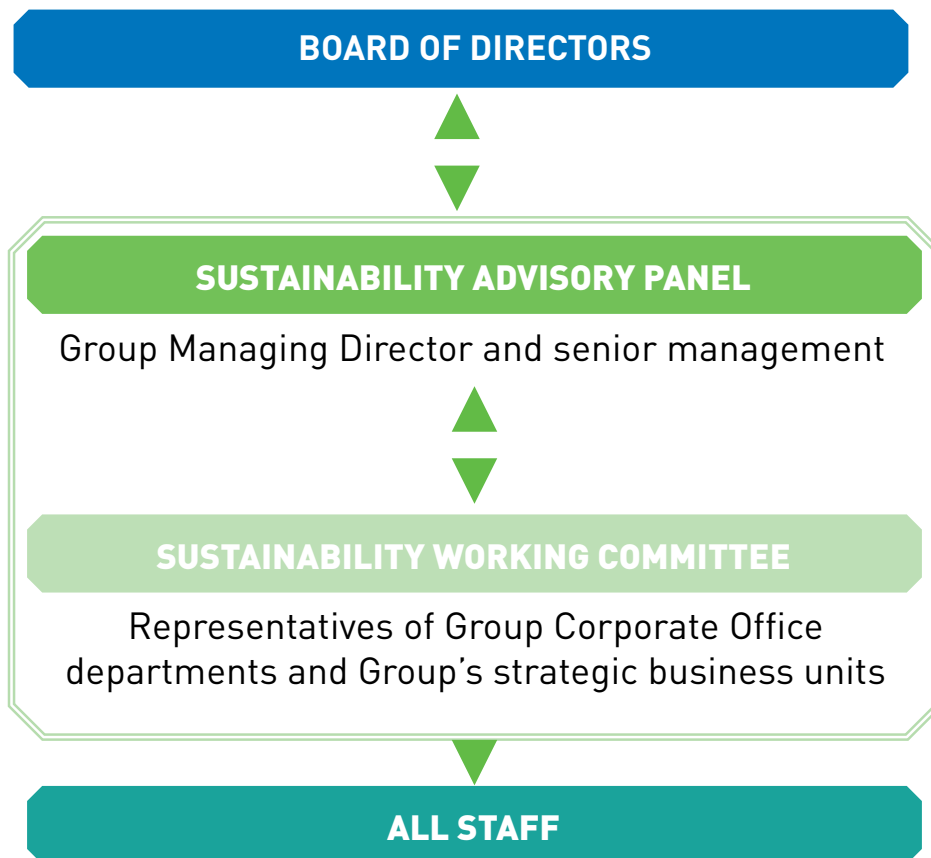 BOARD OF DIRECTORS
SUSTAINABILITY ADVISORY PANEL
Group Managing Director and senior management
SUSTAINABILITY WORKING COMMITTEE
Representatives of Group Corporate Office
departments and Group’s strategic business units
ALL STAFF